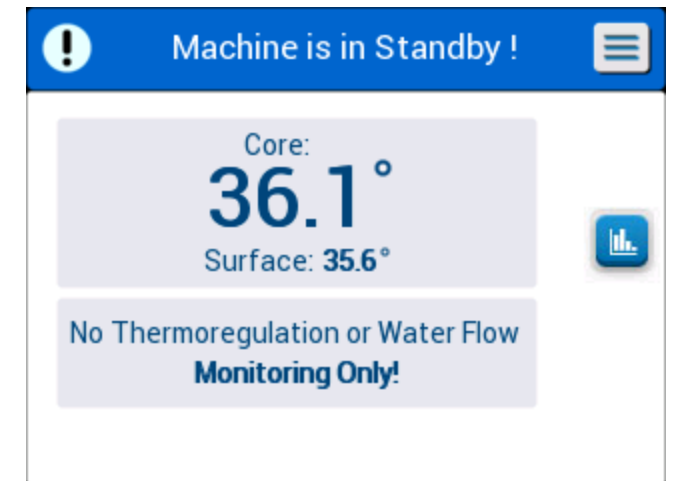 Machine is in Standby !
Core:
36.1°
Surface: 35.6°
No Thermoregulation or Water Flow
Monitoring Only!